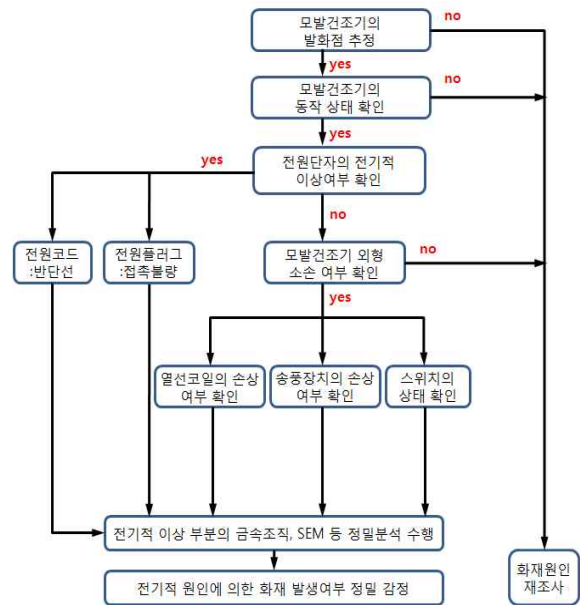 모발건조기의
발화점 추정
no
yes
모발건조기의
동작 상태 확인
no
yes
전원단자의 전기적
이상여부 확인
yes
no
전원코드
:반단선
전원플러그
:접촉불량
모발건조기 외형
소손 여부 확인
no
yes
열선코일의 손상
여부 확인
송풍장치의 손상
여부 확인
스위치의
상태 확인
전기적 이상 부분의 금속조직, SEM 등 정밀분석 수행
전기적 원인에 의한 화재 발생여부 정밀 감정
화재원인
재조사